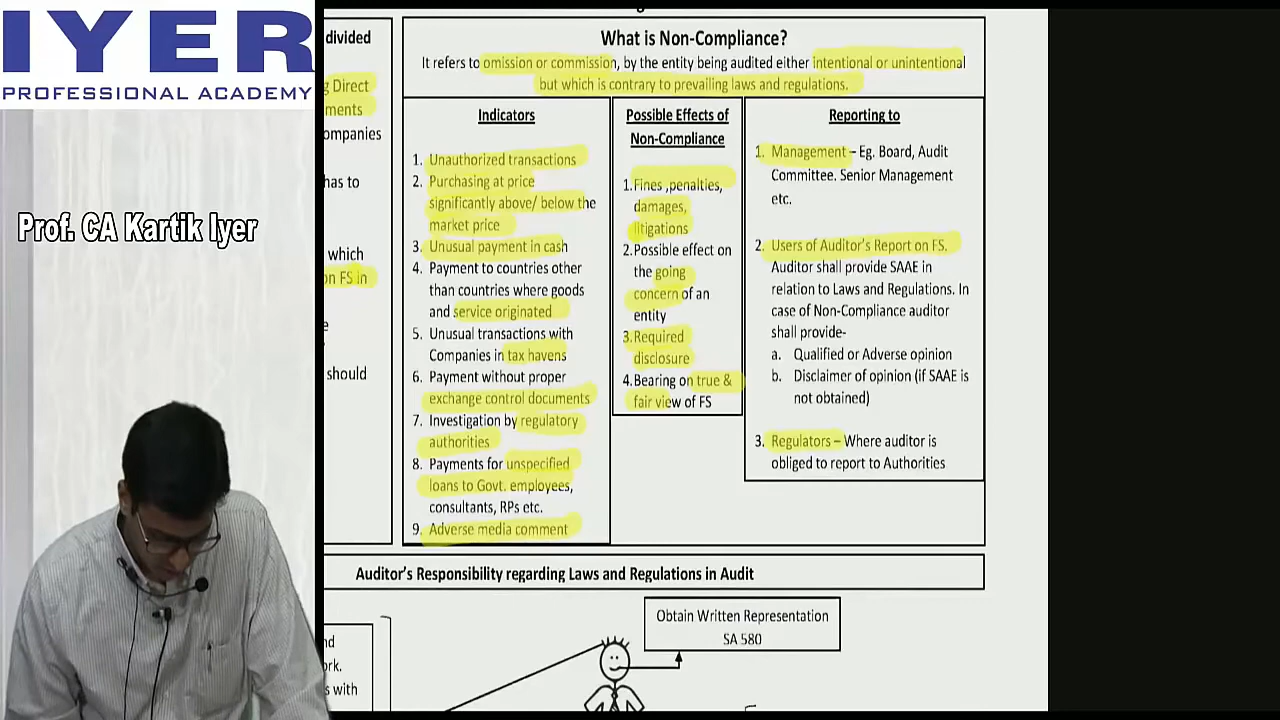 IYER
PROFESSIONAL ACADEMY
Prof. CA Kartik Iyer
divided
g Direct
ments
ompanies
has to
which
on FS in
should
What is Non-Compliance?
It refers to omission or commission, by the entity being audited either intentional or unintentional
but which is contrary to prevailing laws and regulations.
Indicators
1. Unauthorized transactions
2. Purchasing at price
significantly above/ below the
market price
3. Unusual payment in cash
4. Payment to countries other
than countries where goods
and service originated
5. Unusual transactions with
Companies in tax havens
6. Payment without proper
exchange control documents
7. Investigation by regulatory
authorities
8. Payments for unspecified
loans to Govt. employees,
consultants, RPs etc.
9. Adverse media comment
Possible Effects of
Non-Compliance
1.Fines ,penalties,
damages,
litigations
2.Possible effect on
the going
concern of an
entity
3.Required
disclosure
4.Bearing on true &
fair view of FS
Reporting to
1. Management – Eg. Board, Audit
Committee. Senior Management
etc.
2. Users of Auditor's Report on FS.
Auditor shall provide SAAE in
relation to Laws and Regulations. In
case of Non-Compliance auditor
shall provide-
a. Qualified or Adverse opinion
b. Disclaimer of opinion (if SAAE is
not obtained)
3. Regulators – Where auditor is
obliged to report to Authorities
Auditor's Responsibility regarding Laws and Regulations in Audit
Obtain Written Representation
SA 580
nd
rk.
s with